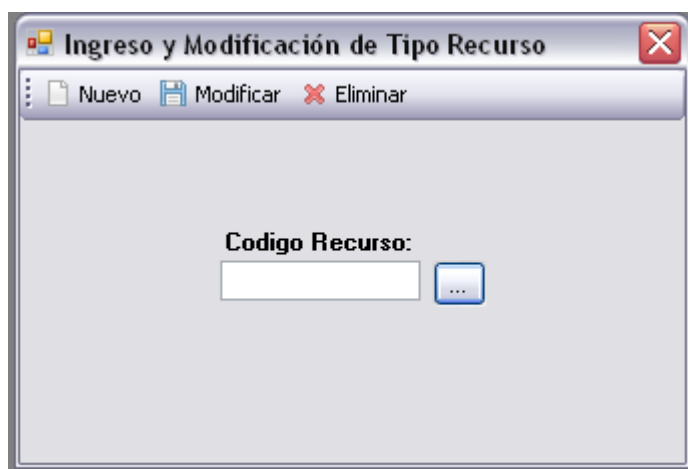 Ingreso y Modificación de Tipo Recurso
Nuevo Modificar Eliminar
Codigo Recurso:
...